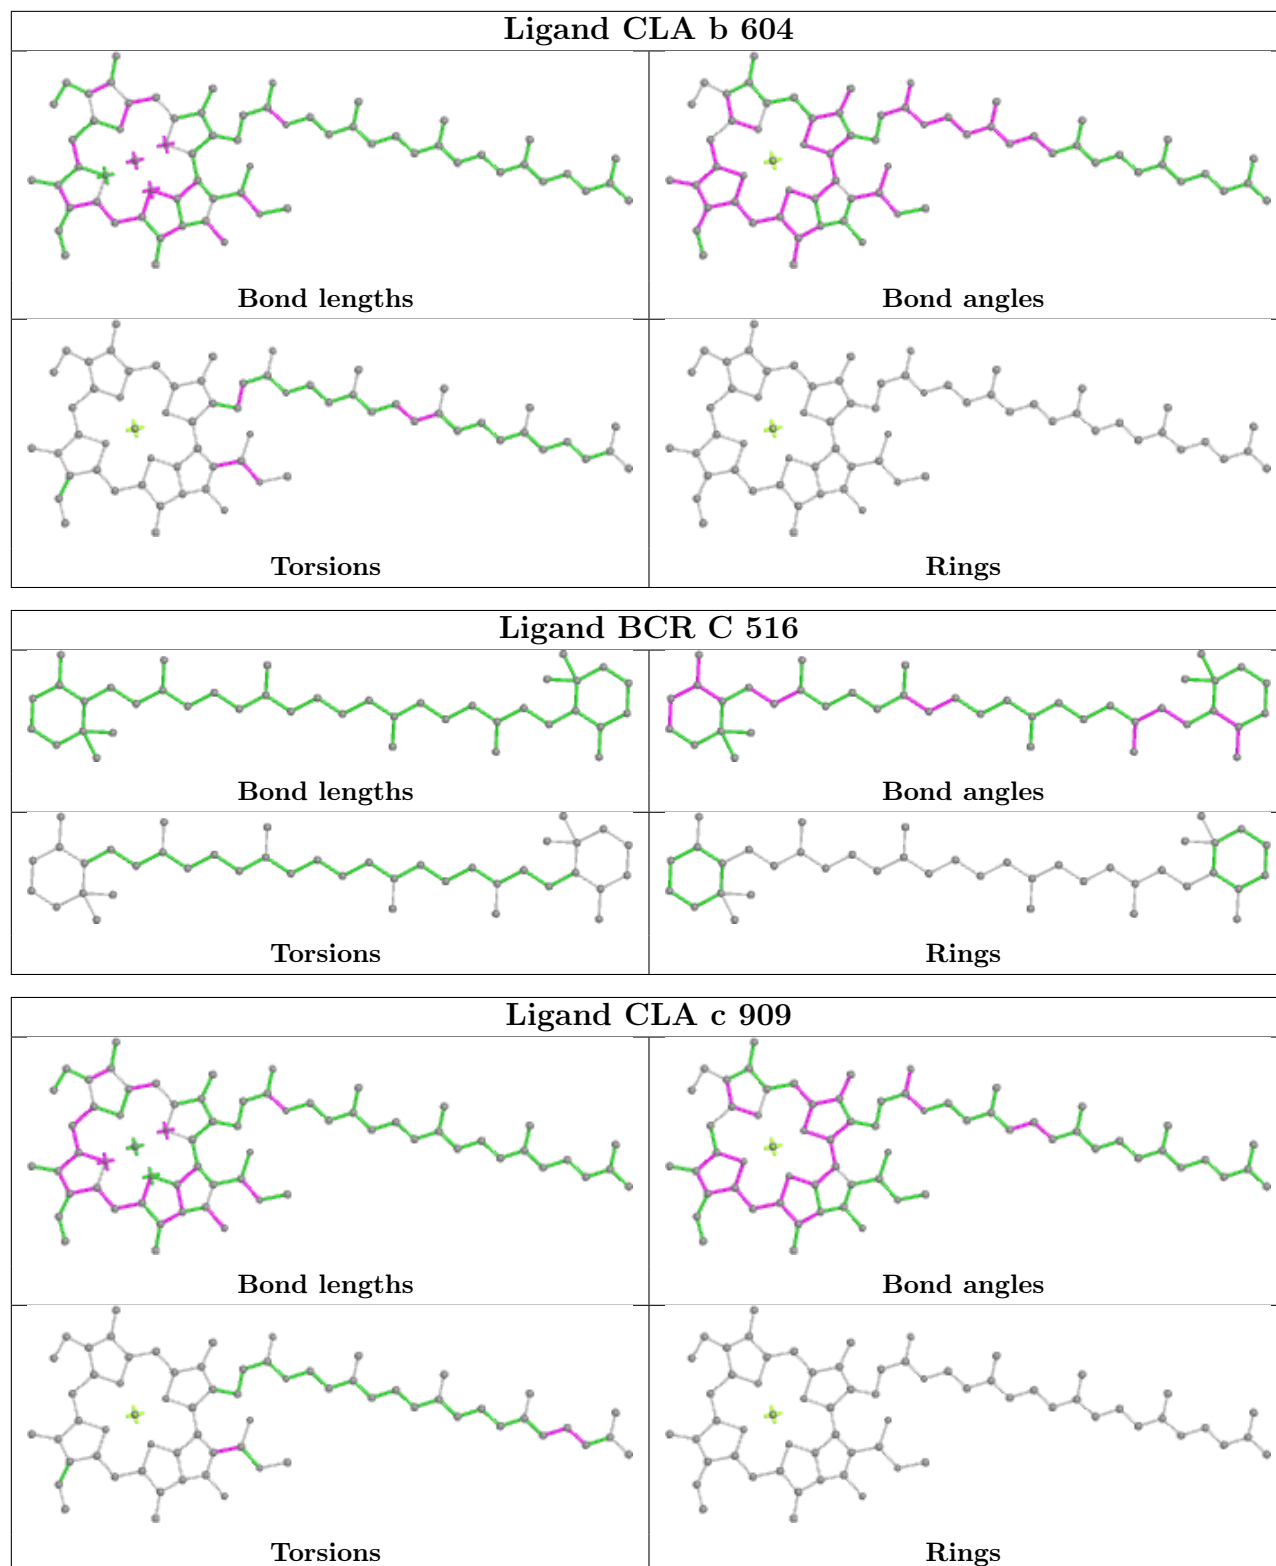 Ligand CLA b 604
Bond lengths
Bond angles
Torsions
Rings
Ligand BCR C 516
Bond lengths
Bond angles
Torsions
Rings
Ligand CLA c 909
Bond lengths
Bond angles
Torsions
Rings